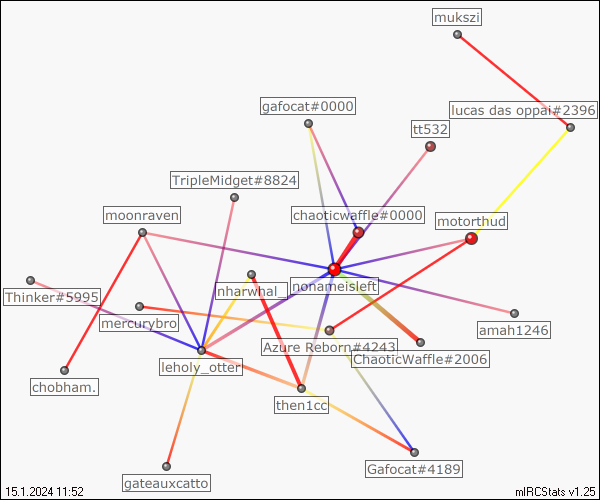 mukszi
gafocat#0000
lucas das oppai#2396
tt532
TripleMidget#8824
moonraven
chaoticwaffle#0000
motorthud
nharwhal_
nonameisleft
Thinker#5995
mercurybro
amah1246
Azure Reborn#4243
ChaoticWaffle#2006
leholy_otter
chobham.
then1cc
Gafocat#4189
gateauxcatto
15.1.2024 11:52
mIRCStats v1.25